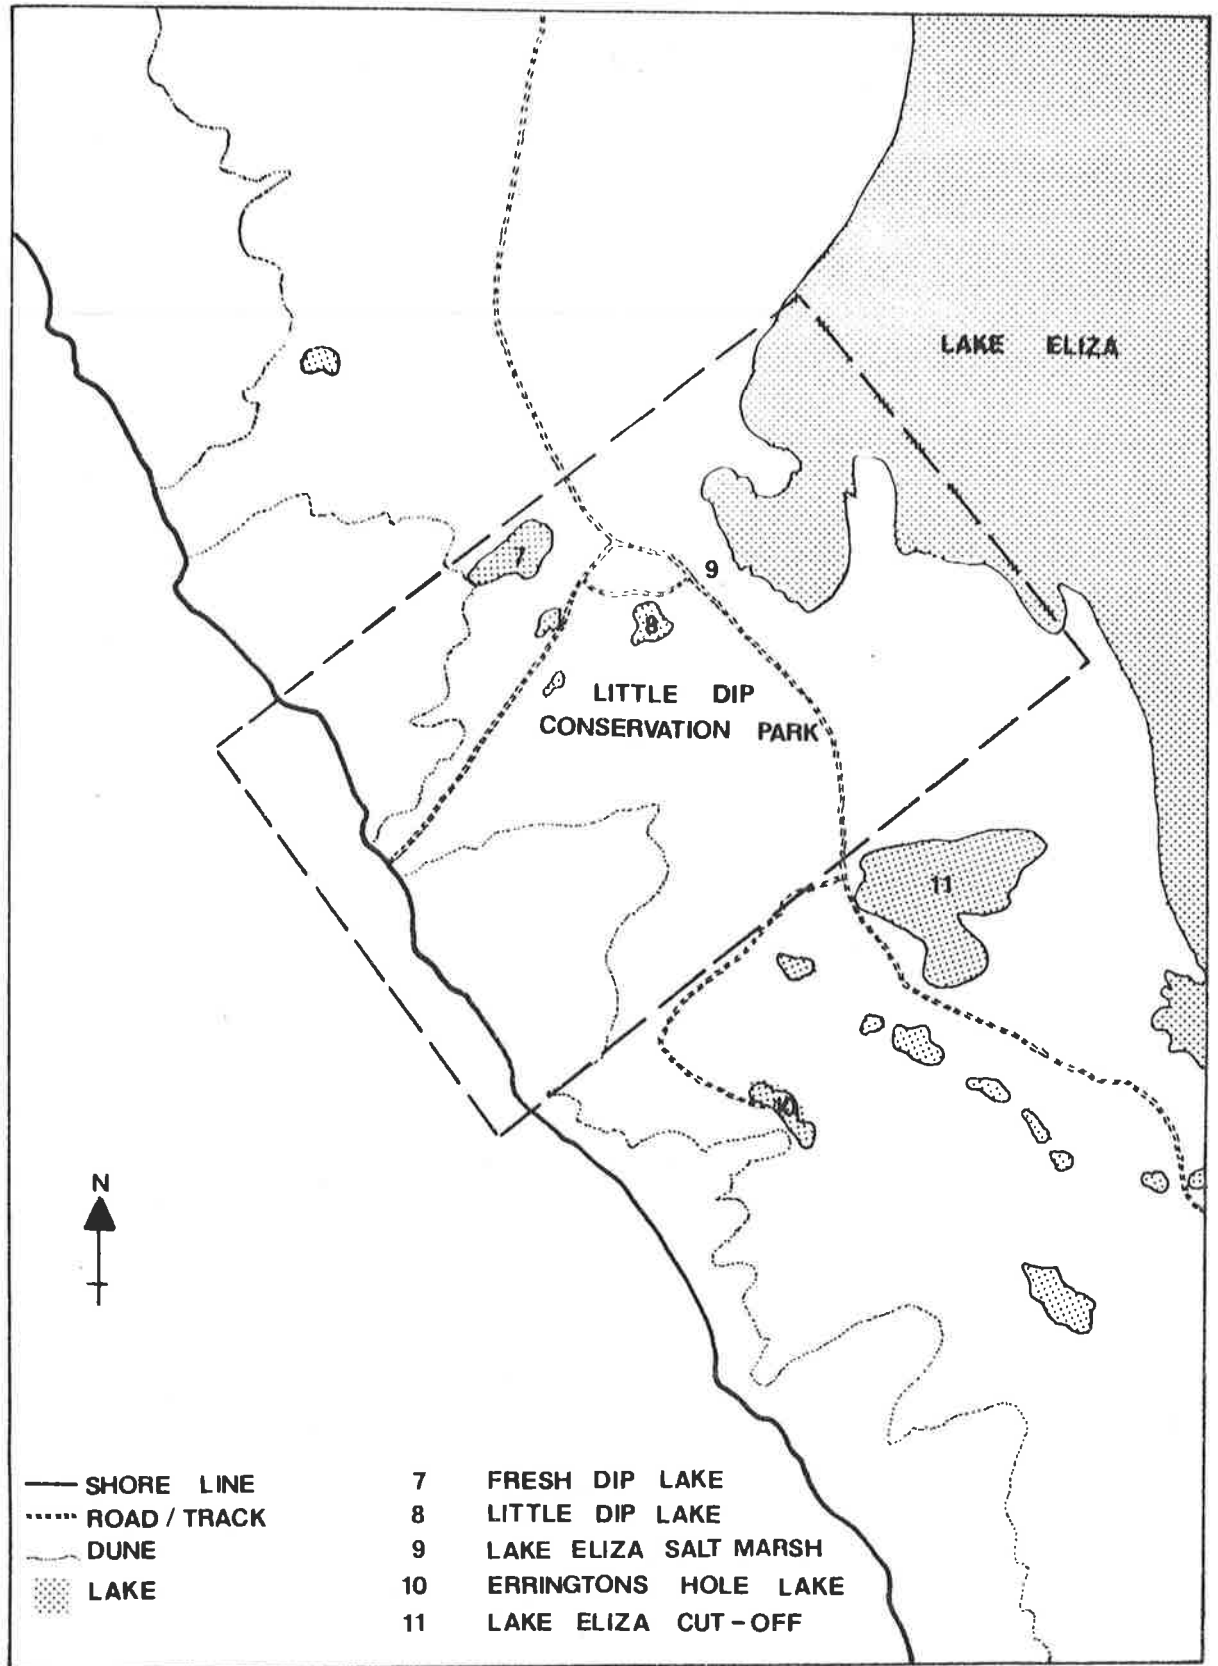 LAKE ELIZA
7
9
8
LITTLE DIP
CONSERVATION PARK
11
10
N
SHORE LINE
ROAD / TRACK
DUNE
LAKE
7 FRESH DIP LAKE
8 LITTLE DIP LAKE
9 LAKE ELIZA SALT MARSH
10 ERRINGTONS HOLE LAKE
11 LAKE ELIZA CUT-OFF